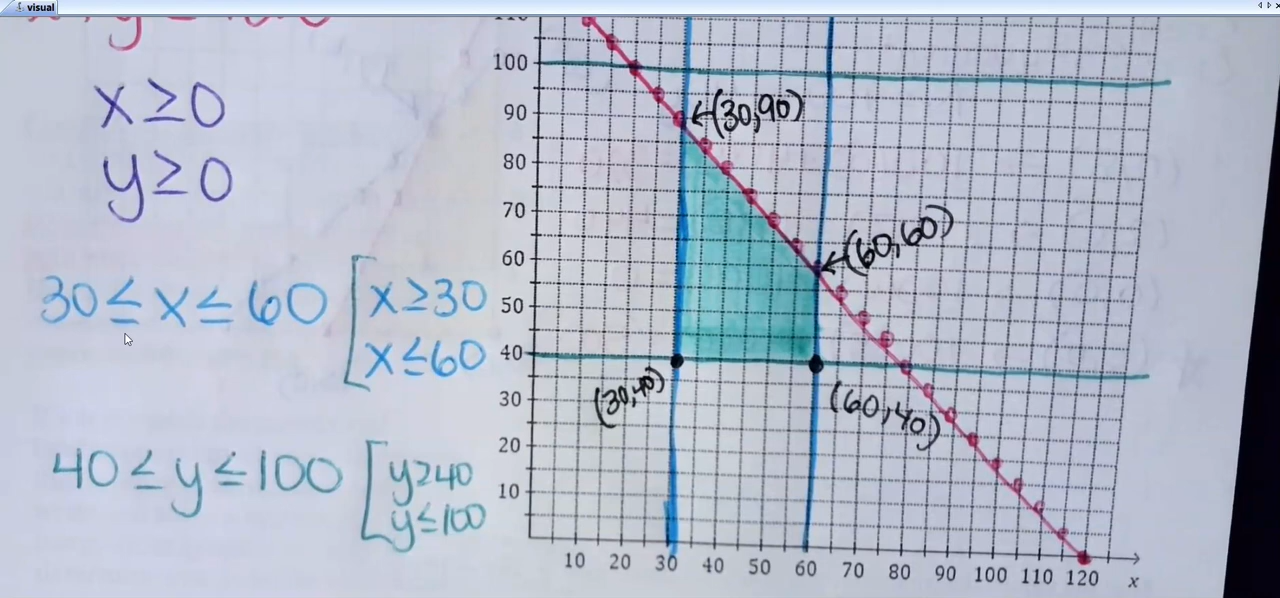 visual
x ≥ 0
y ≥ 0
30 ≤ x ≤ 60 [ x ≥ 30
x ≤ 60
40 ≤ y ≤ 100 [ y ≥ 40
y ≤ 100
110
100
90
80
70
60
50
40
30
20
10
←(30,90)
←(60,60)
(30,40)
(60,40)
10 20 30 40 50 60 70 80 90 100 110 120 x